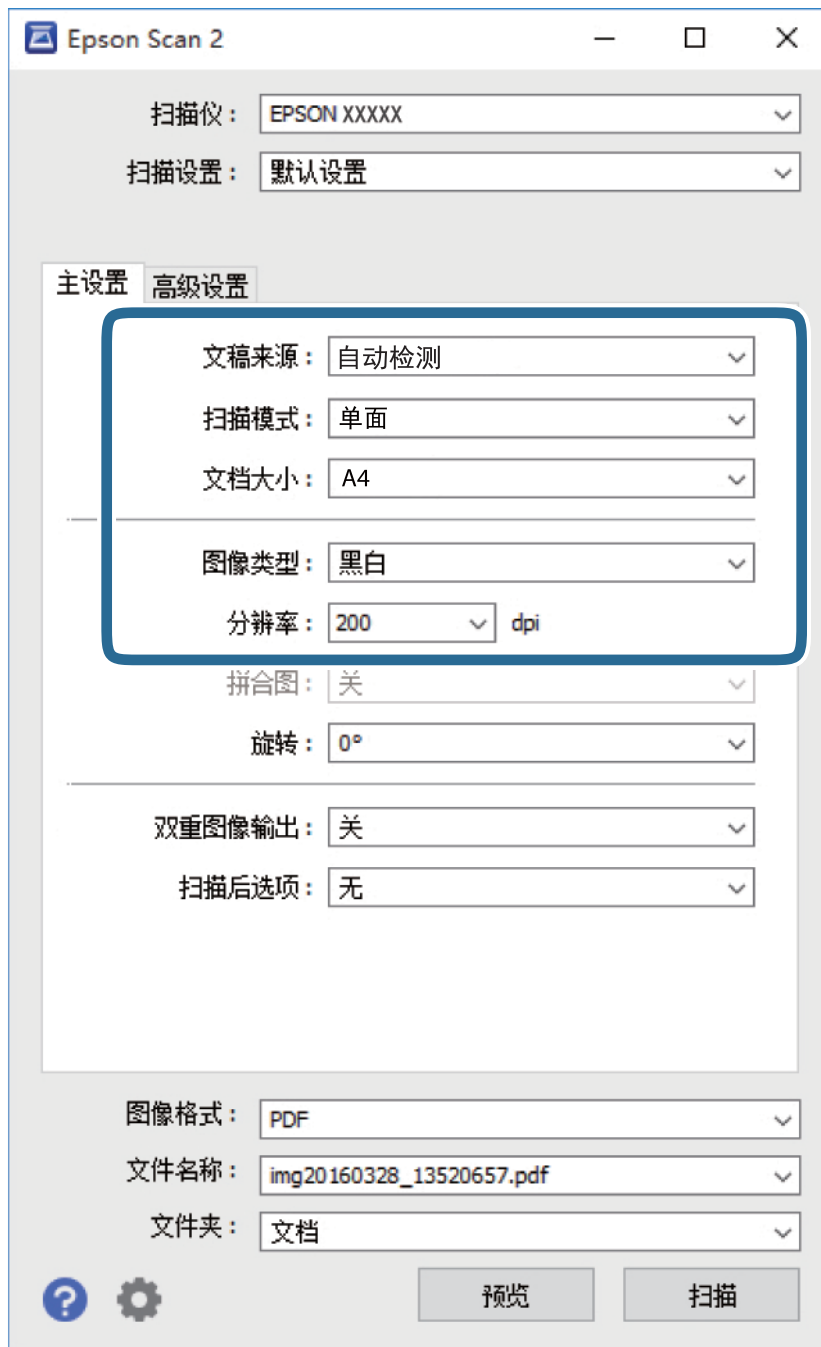 Epson Scan 2
扫描仪： EPSON XXXXX
扫描设置： 默认设置
主设置 高级设置
文稿来源： 自动检测
扫描模式： 单面
文档大小： A4
图像类型： 黑白
分辨率： 200 dpi
拼合图： 关
旋转： 0°
双重图像输出： 关
扫描后选项： 无
图像格式： PDF
文件名称： img20160328_13520657.pdf
文件夹： 文档
? 预览 扫描